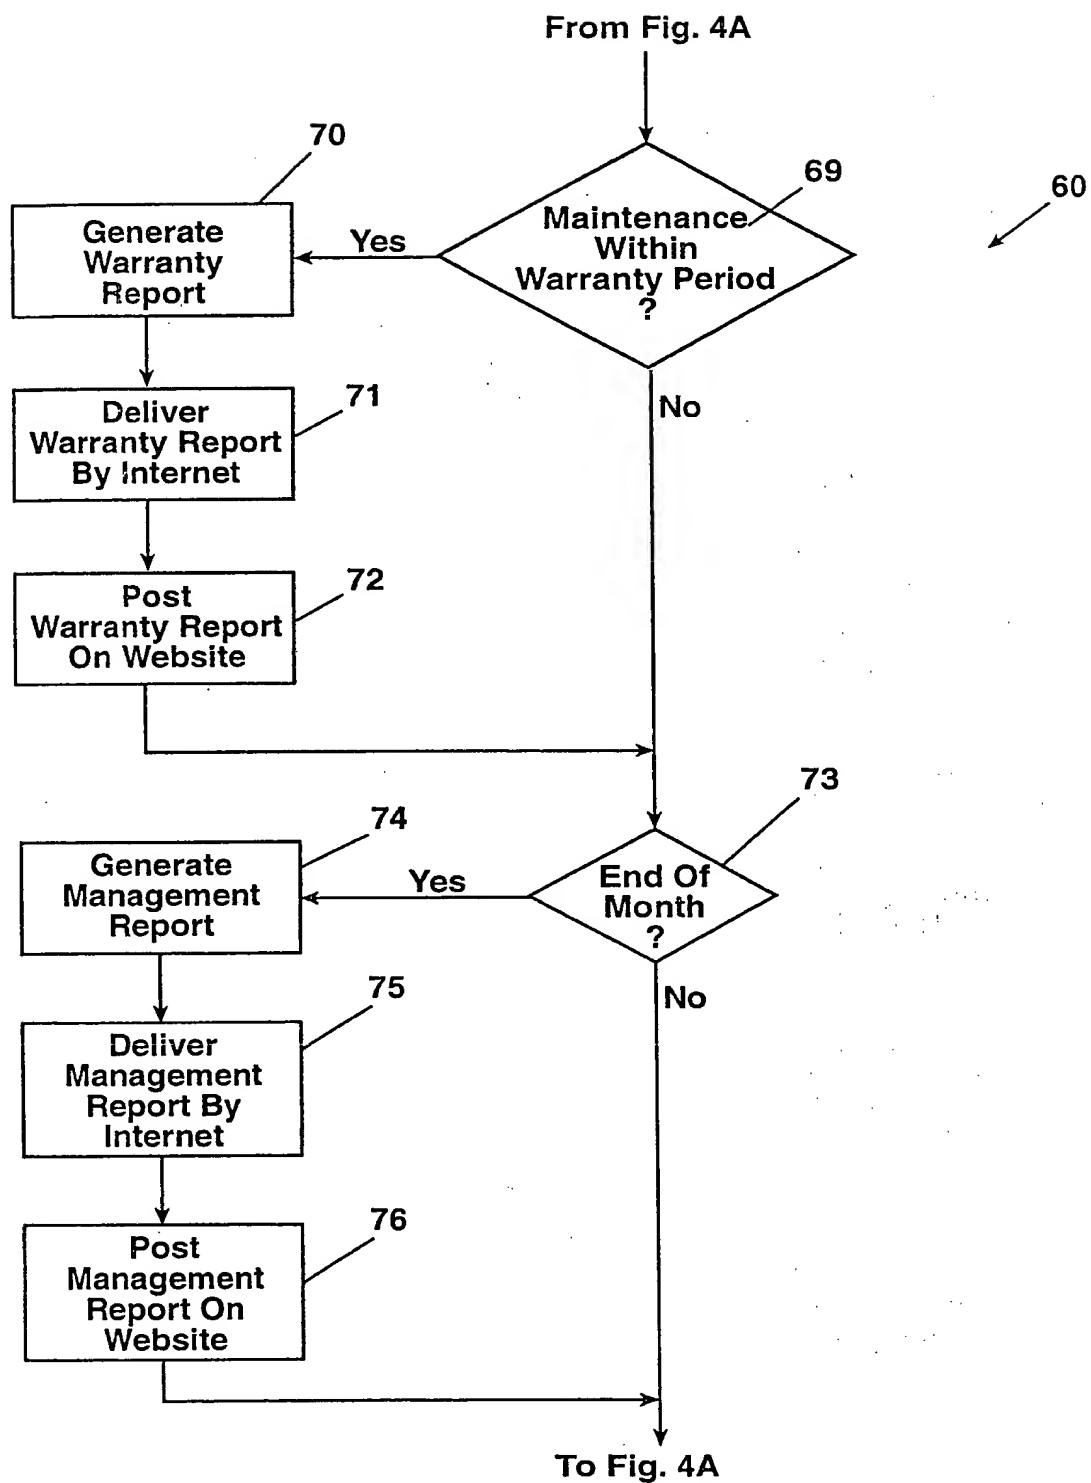 From Fig. 4A
70
69
60
Maintenance
Within
Warranty Period
?
Yes
Generate
Warranty
Report
No
71
Deliver
Warranty Report
By Internet
72
Post
Warranty Report
On Website
73
74
End Of
Month
?
Yes
Generate
Management
Report
No
75
Deliver
Management
Report By
Internet
76
Post
Management
Report On
Website
To Fig. 4A